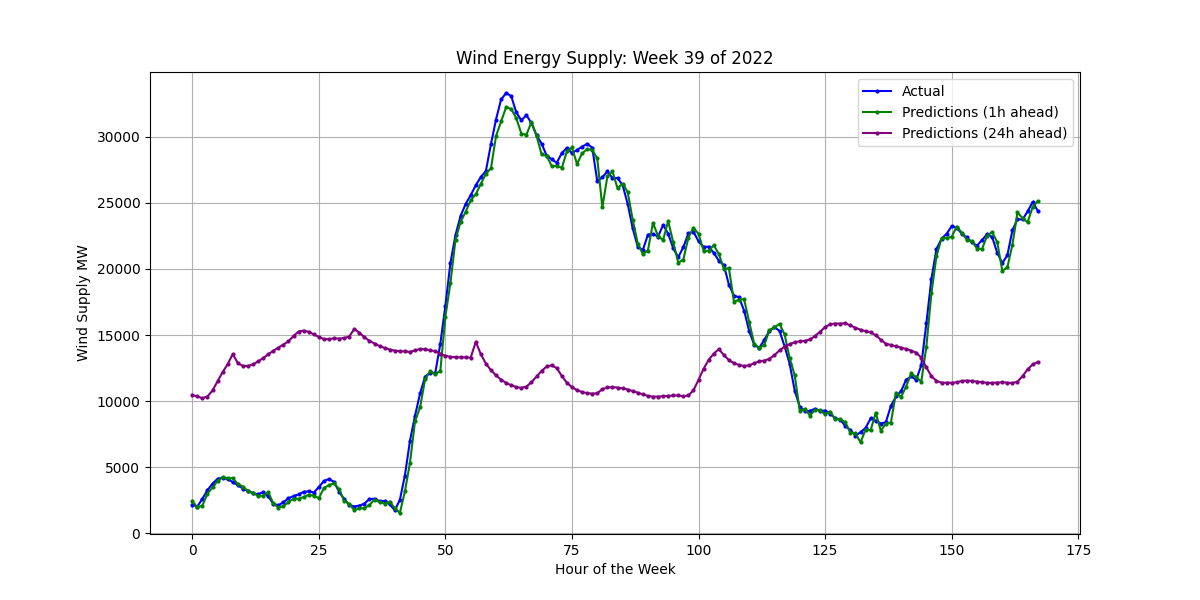 Wind Energy Supply: Week 39 of 2022
Actual
Predictions (1h ahead)
Predictions (24h ahead)
Wind Supply MW
30000
25000
20000
15000
10000
5000
0
0 25 50 75 100 125 150 175
Hour of the Week